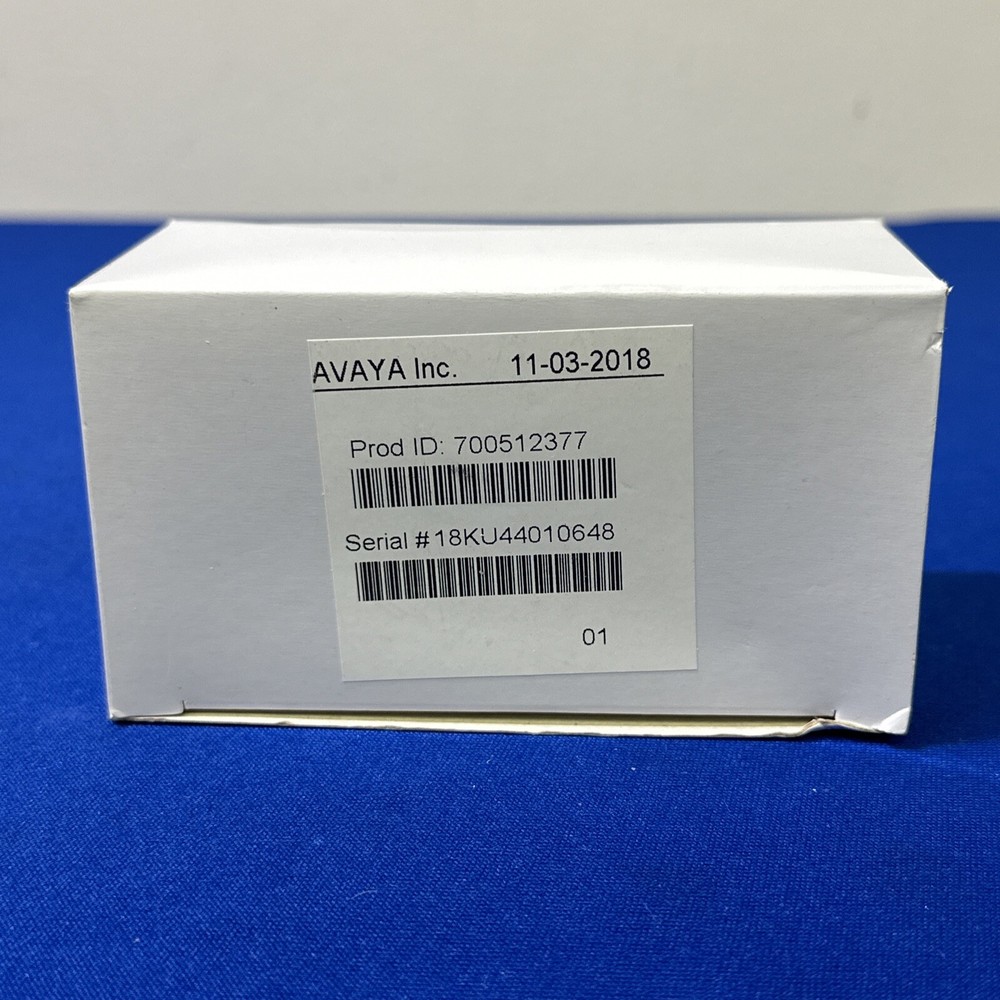 AVAYA Inc. 11-03-2018
Prod ID: 700512377
Serial # 18KU44010648
01